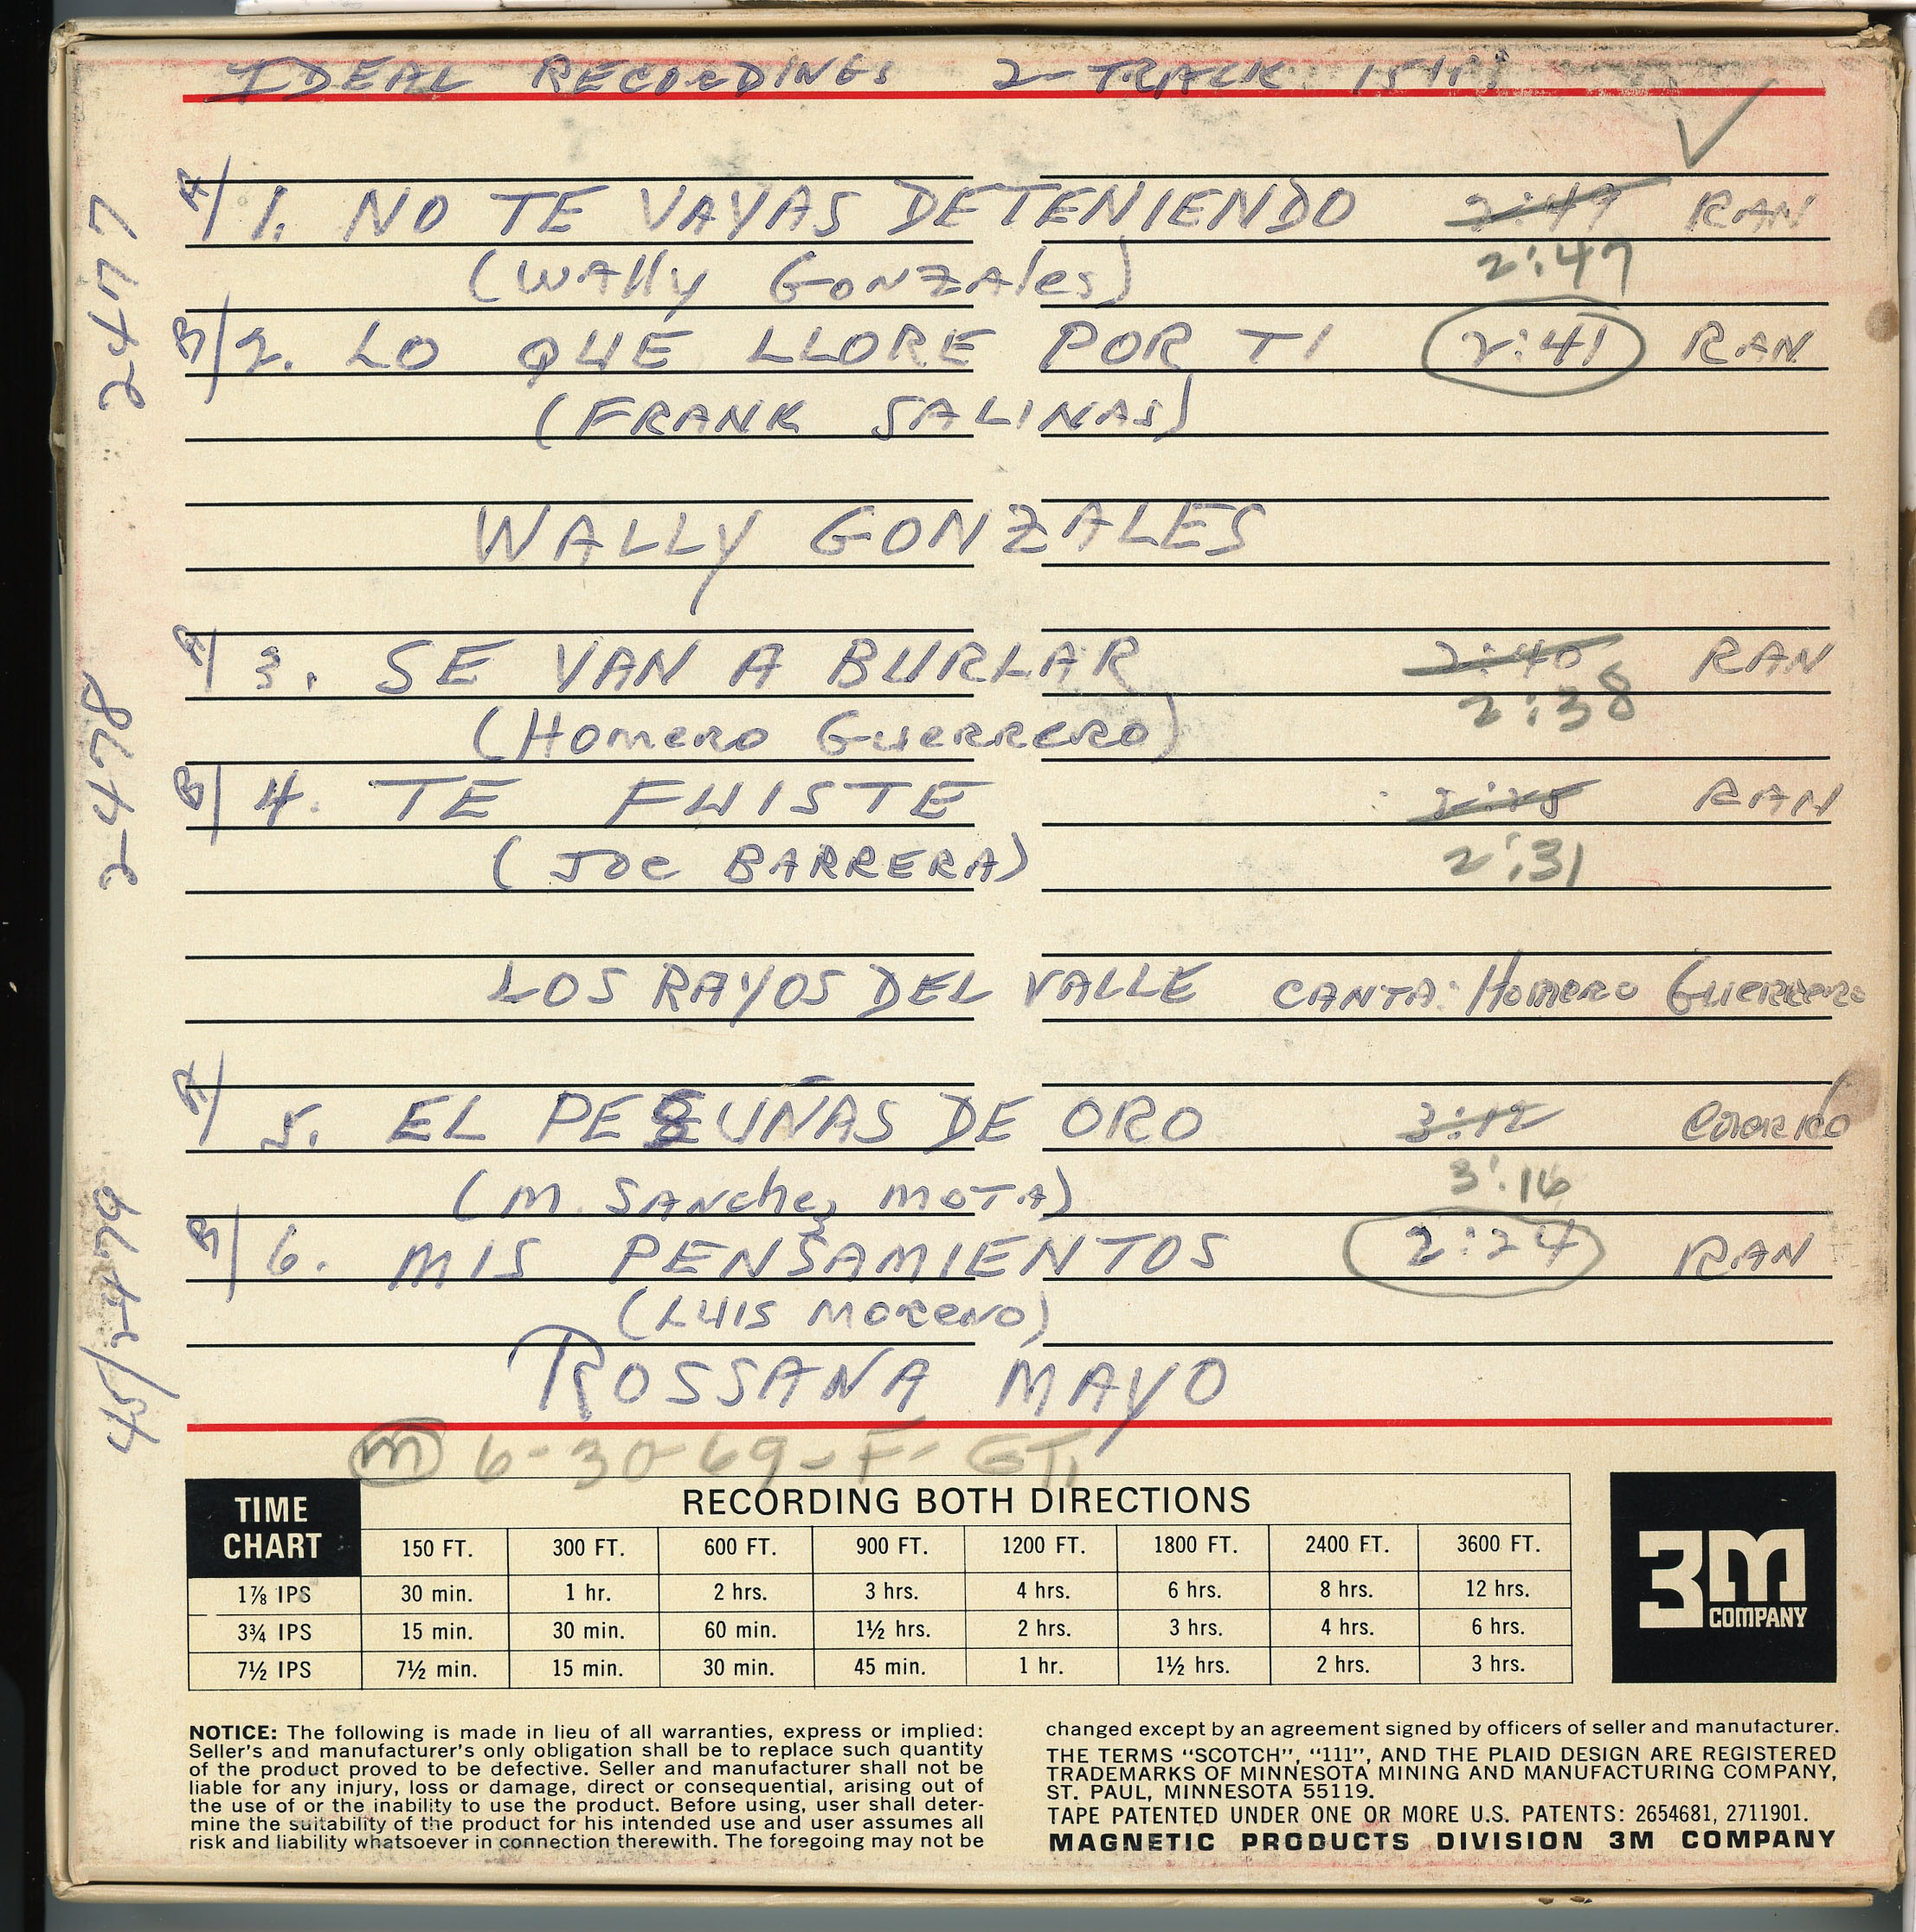 IDEAL RECORDINGS 2-TRACK 15"
2477
A/ 1. NO TE VAYAS DETENIENDO 2:47 RAN
2:47
(WAlly GONZAles)
B/ 2. LO QUE LLORE POR TI 2:41 RAN
(FRANK SALINAS)
WALLY GONZALES
2478
A/ 3. SE VAN A BURLAR 2:40 RAN
2:38
(HOMERO GUERRERO)
B/ 4. TE FUISTE RAN
2:31
(JOE BARRERA)
LOS RAYOS DEL VALLE CANTA: HOMERO GUERRERO
45/2479
A/ 5. EL PESUÑAS DE ORO 3:12 CORRIDO
3:16
(M. SANchez MOTA)
B/ 6. MIS PENSAMIENTOS 2:24 RAN
(LUIS MORENO)
ROSSANA MAYO
M 6-30-69-F-GT.
TIME CHART
RECORDING BOTH DIRECTIONS
150 FT. 300 FT. 600 FT. 900 FT. 1200 FT. 1800 FT. 2400 FT. 3600 FT.
1⅞ IPS 30 min. 1 hr. 2 hrs. 3 hrs. 4 hrs. 6 hrs. 8 hrs. 12 hrs.
3¾ IPS 15 min. 30 min. 60 min. 1½ hrs. 2 hrs. 3 hrs. 4 hrs. 6 hrs.
7½ IPS 7½ min. 15 min. 30 min. 45 min. 1 hr. 1½ hrs. 2 hrs. 3 hrs.
3M COMPANY
NOTICE: The following is made in lieu of all warranties, express or implied:
Seller's and manufacturer's only obligation shall be to replace such quantity
of the product proved to be defective. Seller and manufacturer shall not be
liable for any injury, loss or damage, direct or consequential, arising out of
the use of or the inability to use the product. Before using, user shall deter-
mine the suitability of the product for his intended use and user assumes all
risk and liability whatsoever in connection therewith. The foregoing may not be
changed except by an agreement signed by officers of seller and manufacturer.
THE TERMS "SCOTCH", "111", AND THE PLAID DESIGN ARE REGISTERED
TRADEMARKS OF MINNESOTA MINING AND MANUFACTURING COMPANY,
ST. PAUL, MINNESOTA 55119.
TAPE PATENTED UNDER ONE OR MORE U.S. PATENTS: 2654681, 2711901.
MAGNETIC PRODUCTS DIVISION 3M COMPANY